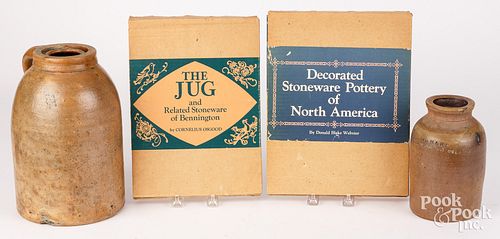 THE
JUG
and
Related Stoneware
of Bennington
by CORNELIUS OSGOOD
Decorated
Stoneware Pottery
of
North America
By Donald Blake Webster
Pook & Pook
Inc.